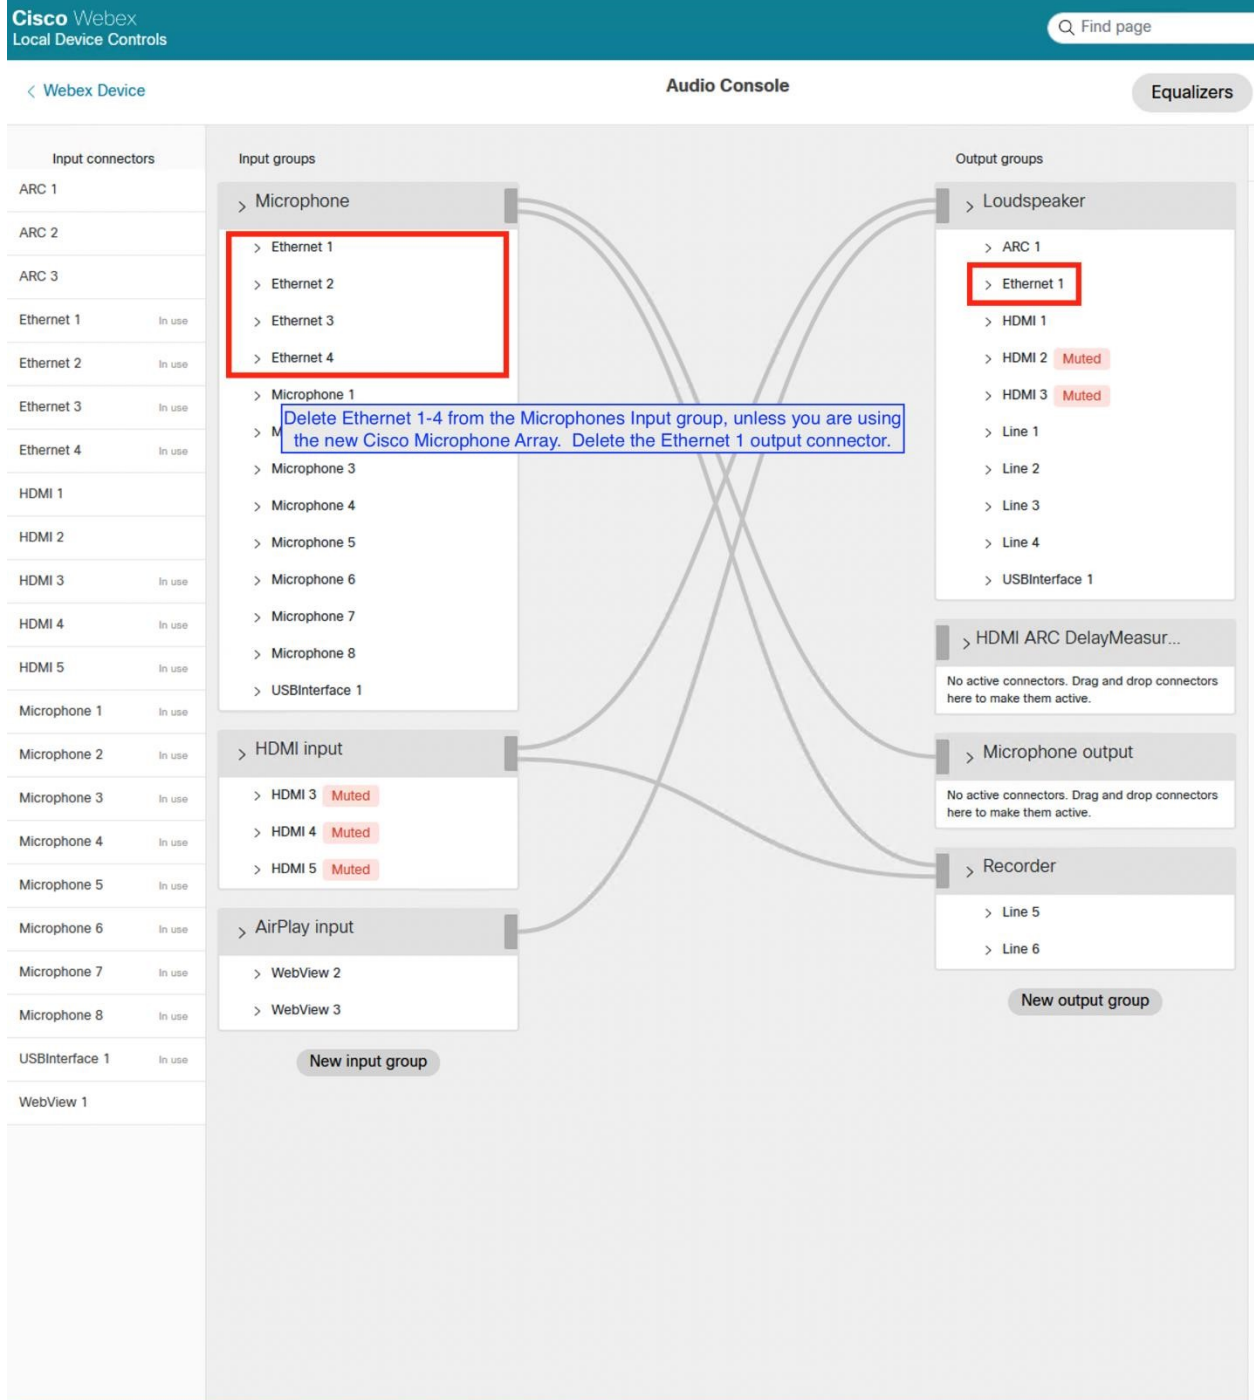 Cisco Webex
Local Device Controls
Find page
Webex Device
Audio Console
Equalizers
Input connectors
ARC 1
ARC 2
ARC 3
Ethernet 1 In use
Ethernet 2 In use
Ethernet 3 In use
Ethernet 4 In use
HDMI 1
HDMI 2
HDMI 3 In use
HDMI 4 In use
HDMI 5 In use
Microphone 1 In use
Microphone 2 In use
Microphone 3 In use
Microphone 4 In use
Microphone 5 In use
Microphone 6 In use
Microphone 7 In use
Microphone 8 In use
USBInterface 1 In use
WebView 1
Input groups
Microphone
Ethernet 1
Ethernet 2
Ethernet 3
Ethernet 4
Microphone 1
Delete Ethernet 1-4 from the Microphones Input group, unless you are using
the new Cisco Microphone Array. Delete the Ethernet 1 output connector.
Microphone 3
Microphone 4
Microphone 5
Microphone 6
Microphone 7
Microphone 8
USBInterface 1
HDMI input
HDMI 3 Muted
HDMI 4 Muted
HDMI 5 Muted
AirPlay input
WebView 2
WebView 3
New input group
Output groups
Loudspeaker
ARC 1
Ethernet 1
HDMI 1
HDMI 2 Muted
HDMI 3 Muted
Line 1
Line 2
Line 3
Line 4
USBInterface 1
HDMI ARC DelayMeasur...
No active connectors. Drag and drop connectors
here to make them active.
Microphone output
No active connectors. Drag and drop connectors
here to make them active.
Recorder
Line 5
Line 6
New output group